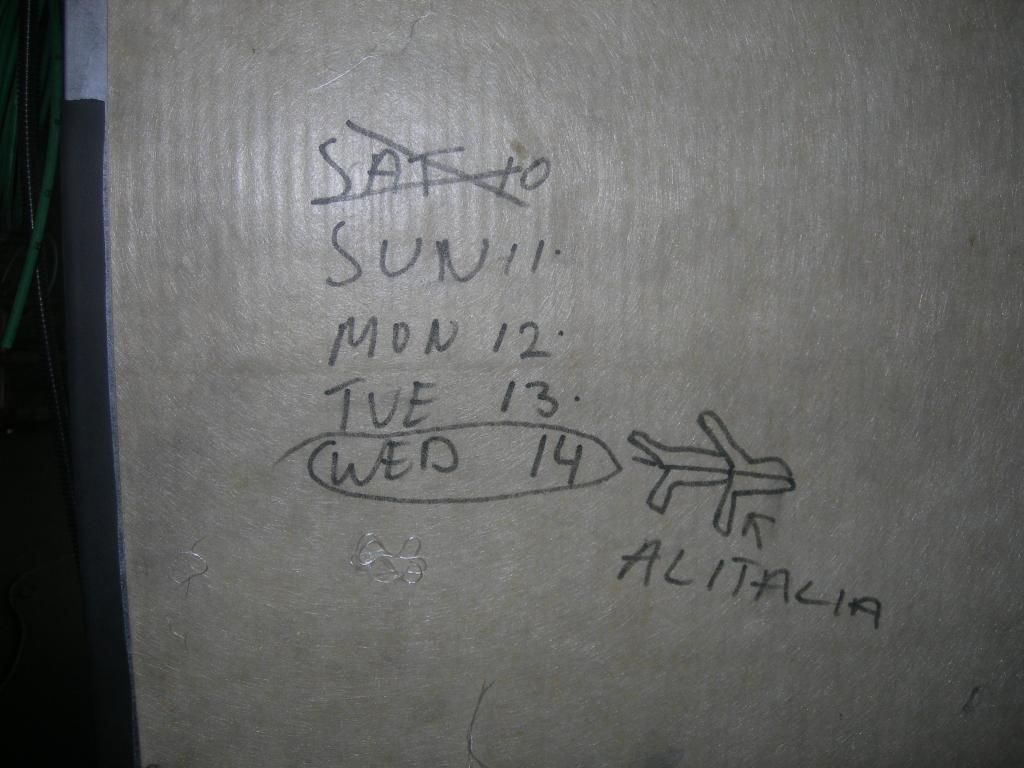 SAT 10
SUN 11.
MON 12.
TUE 13.
WED 14
ALITALIA